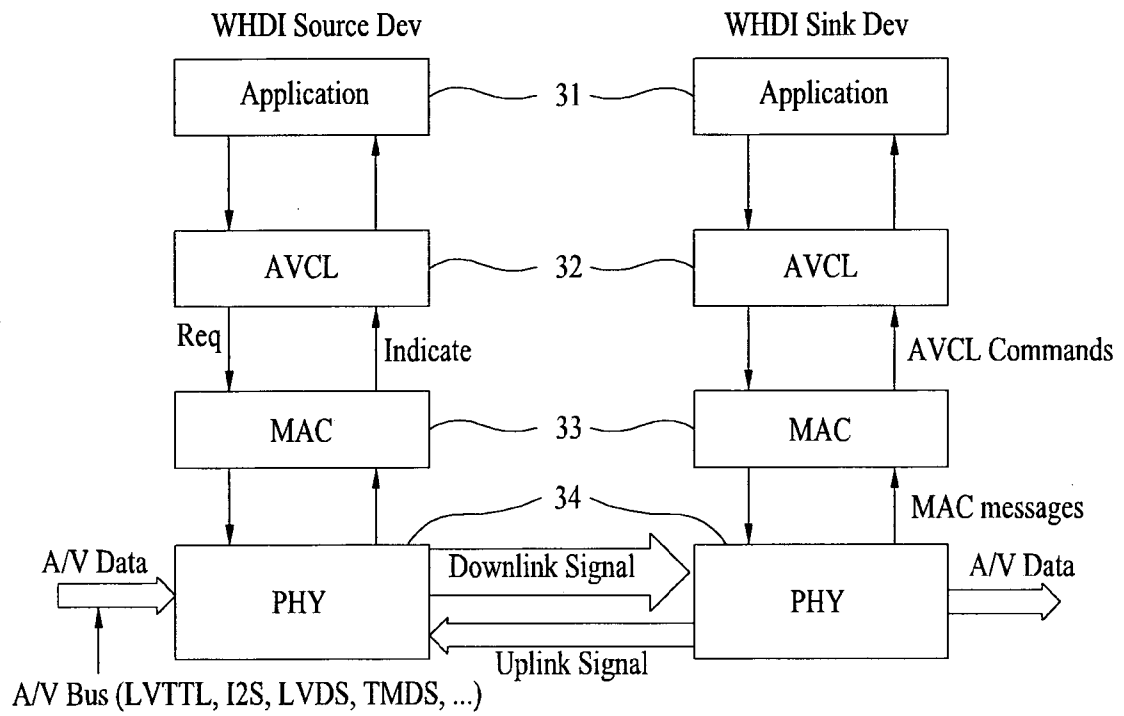 WHDI Source Dev
WHDI Sink Dev
Application
31
Application
AVCL
32
AVCL
Req
Indicate
AVCL Commands
MAC
33
MAC
34
MAC messages
A/V Data
Downlink Signal
A/V Data
PHY
PHY
Uplink Signal
A/V Bus (LVTTL, I2S, LVDS, TMDS, ...)